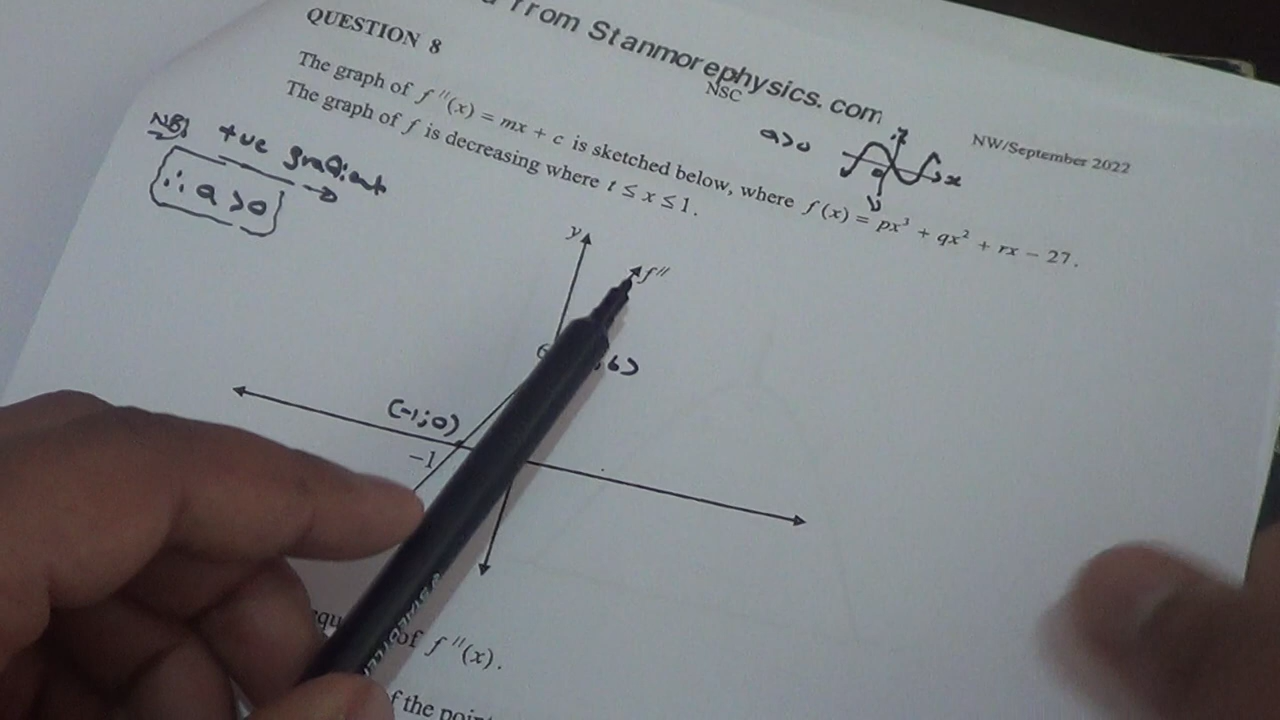 from Stanmorephysics.com
QUESTION 8
NSC
NW/September 2022
The graph of f ''(x) = mx + c is sketched below, where f(x) = px³ + qx² + rx − 27.
The graph of f is decreasing where t ≤ x ≤ 1.
NB)
+ve gradient
∴ a > 0
a>0
x
y
f''
(-1;0)
−1
;6)
of f ''(x).
the